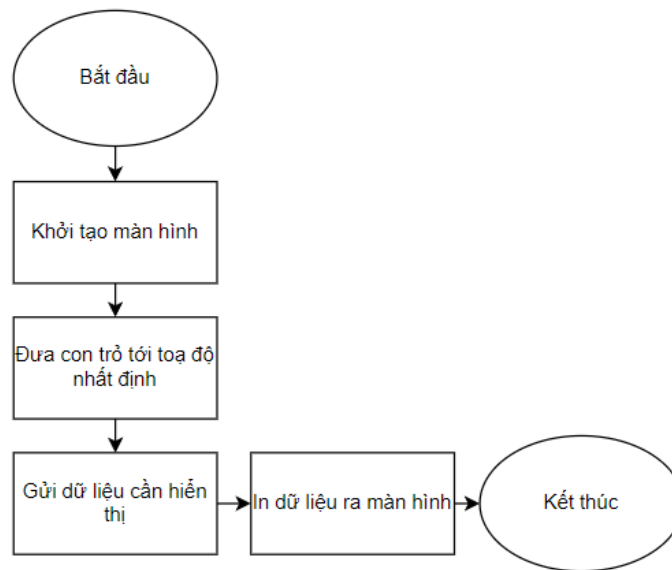 Bắt đầu
Khởi tạo màn hình
Đưa con trỏ tới toạ độ
nhất định
Gửi dữ liệu cần hiển
thị
In dữ liệu ra màn hình
Kết thúc